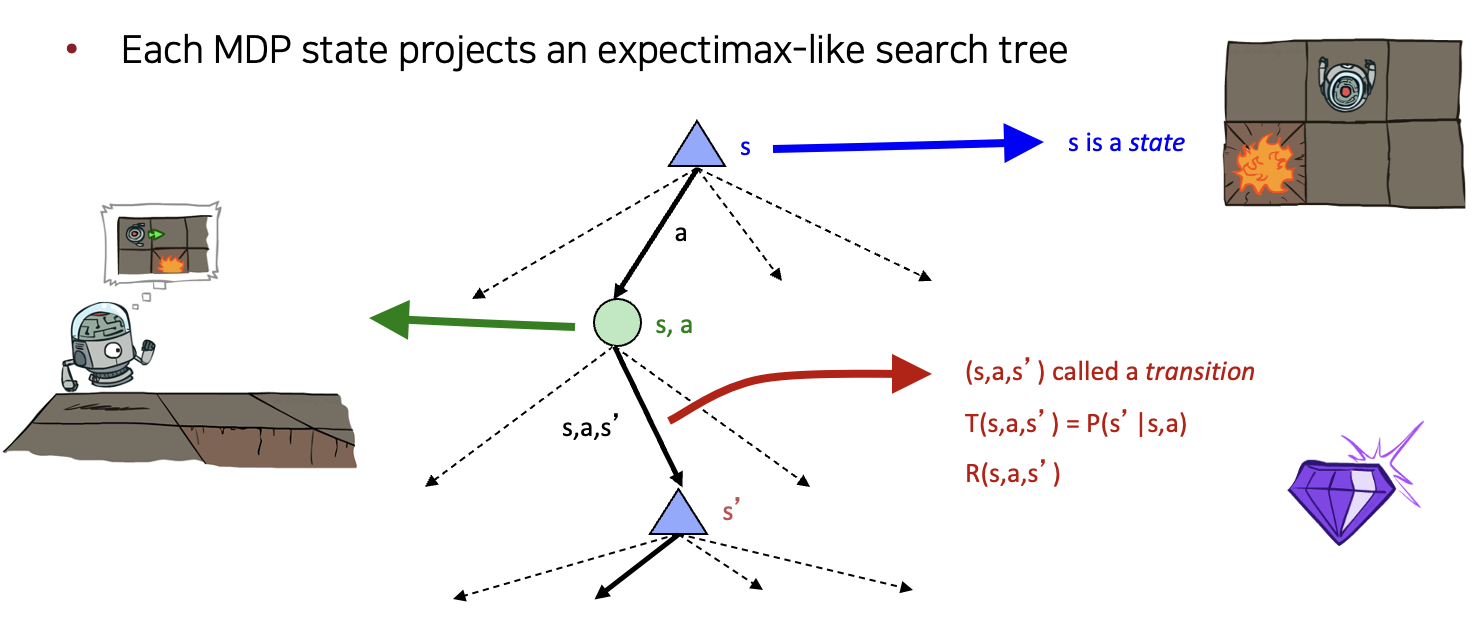 • Each MDP state projects an expectimax-like search tree
s
s is a state
a
s, a
(s,a,s’ ) called a transition
s,a,s’
T(s,a,s’ ) = P(s’ |s,a)
R(s,a,s’ )
s’